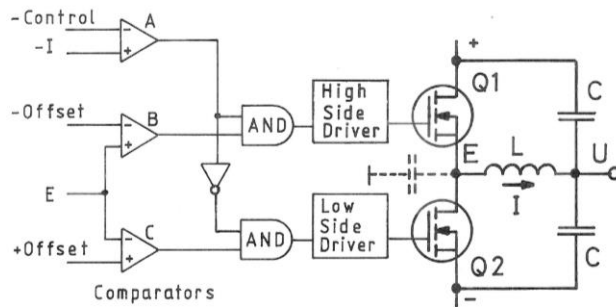 -Control
-I
A
-Offset
B
E
+Offset
C
Comparators
AND
AND
High
Side
Driver
Low
Side
Driver
+
Q1
E
L
I
U
C
C
Q2
-